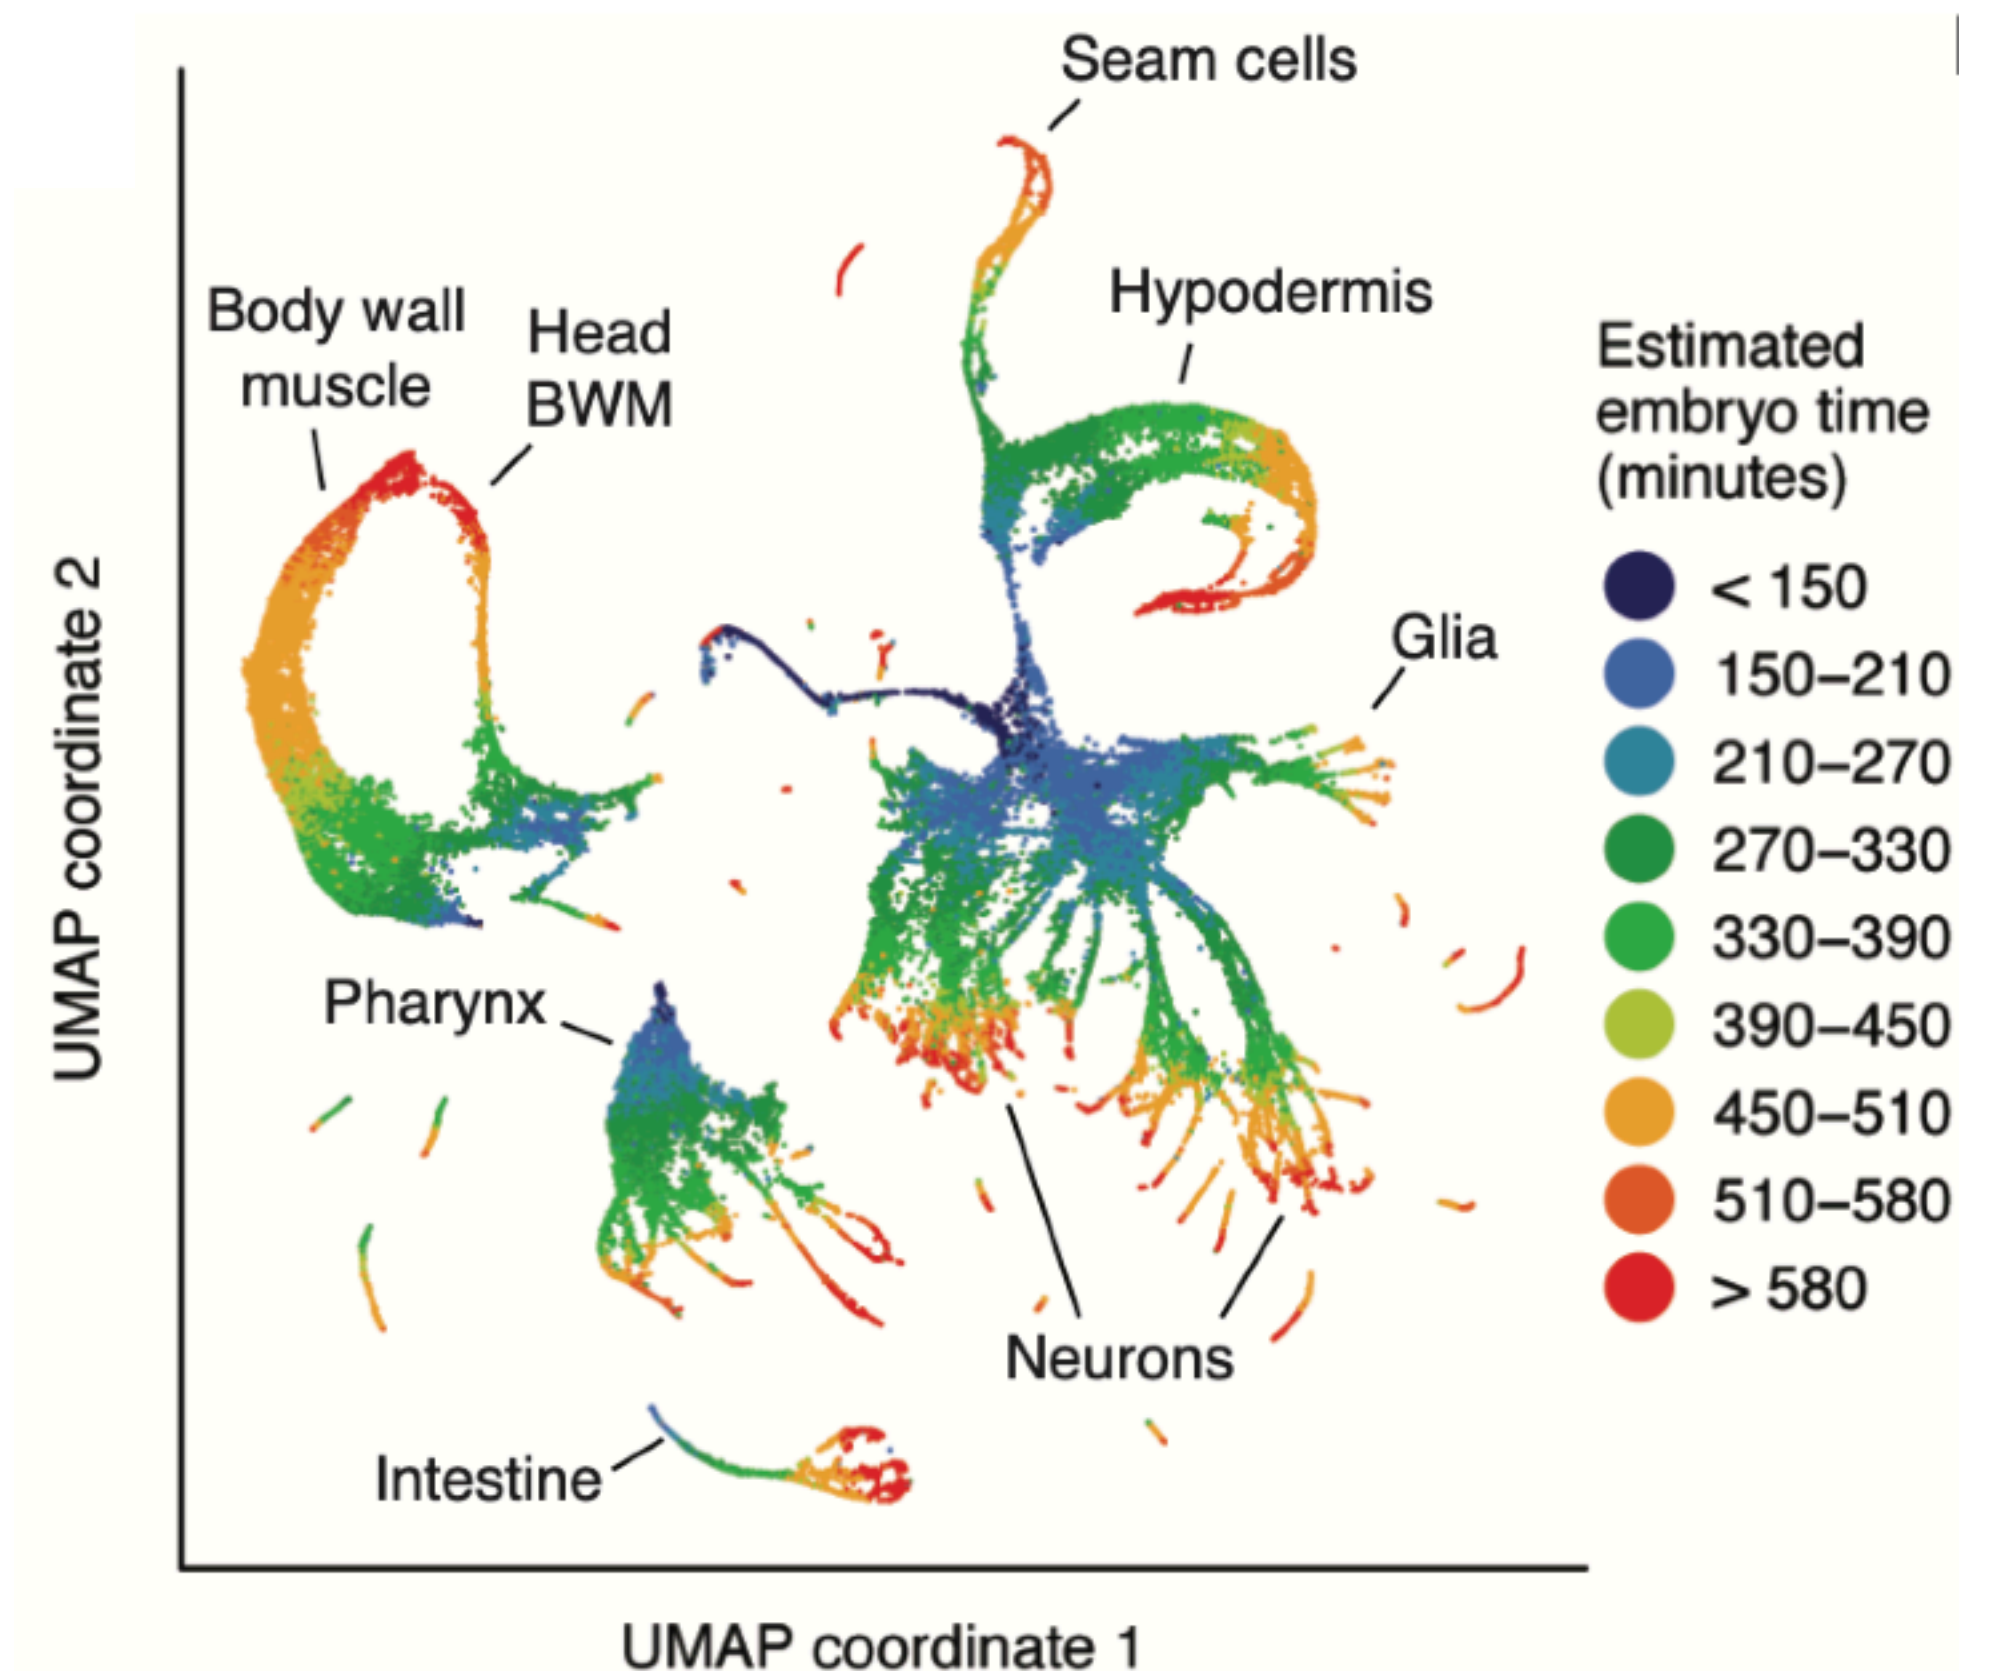 Seam cells
Body wall
muscle
Head
BWM
Hypodermis
Glia
Pharynx
Neurons
Intestine
UMAP coordinate 2
UMAP coordinate 1
Estimated
embryo time
(minutes)
< 150
150–210
210–270
270–330
330–390
390–450
450–510
510–580
> 580